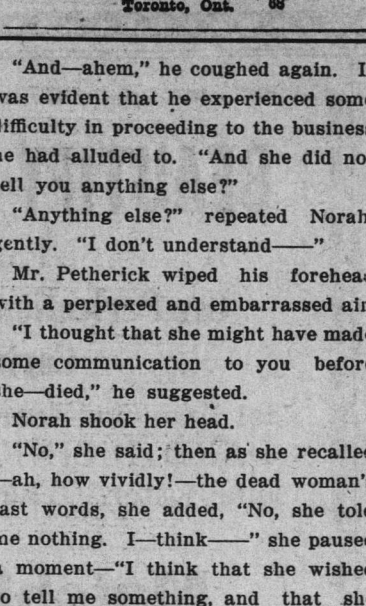 Toronto, Ont. 68
"And—ahem," he coughed again. I
was evident that he experienced som
difficulty in proceeding to the business
he had alluded to. "And she did no
tell you anything else?"
"Anything else?" repeated Norah
gently. "I don't understand——"
Mr. Petherick wiped his forehea
with a perplexed and embarrassed air
"I thought that she might have mad
some communication to you befor
she—died," he suggested.
Norah shook her head.
"No," she said; then as she recalle
—ah, how vividly!—the dead woman'
last words, she added, "No, she tol
me nothing. I—think——" she paused
a moment—"I think that she wishe
to tell me something, and that sh